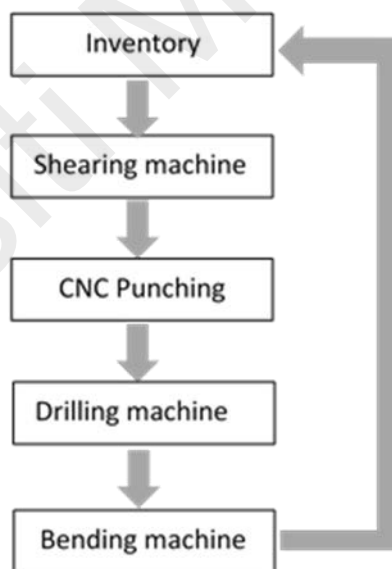 Inventory
Shearing machine
CNC Punching
Drilling machine
Bending machine